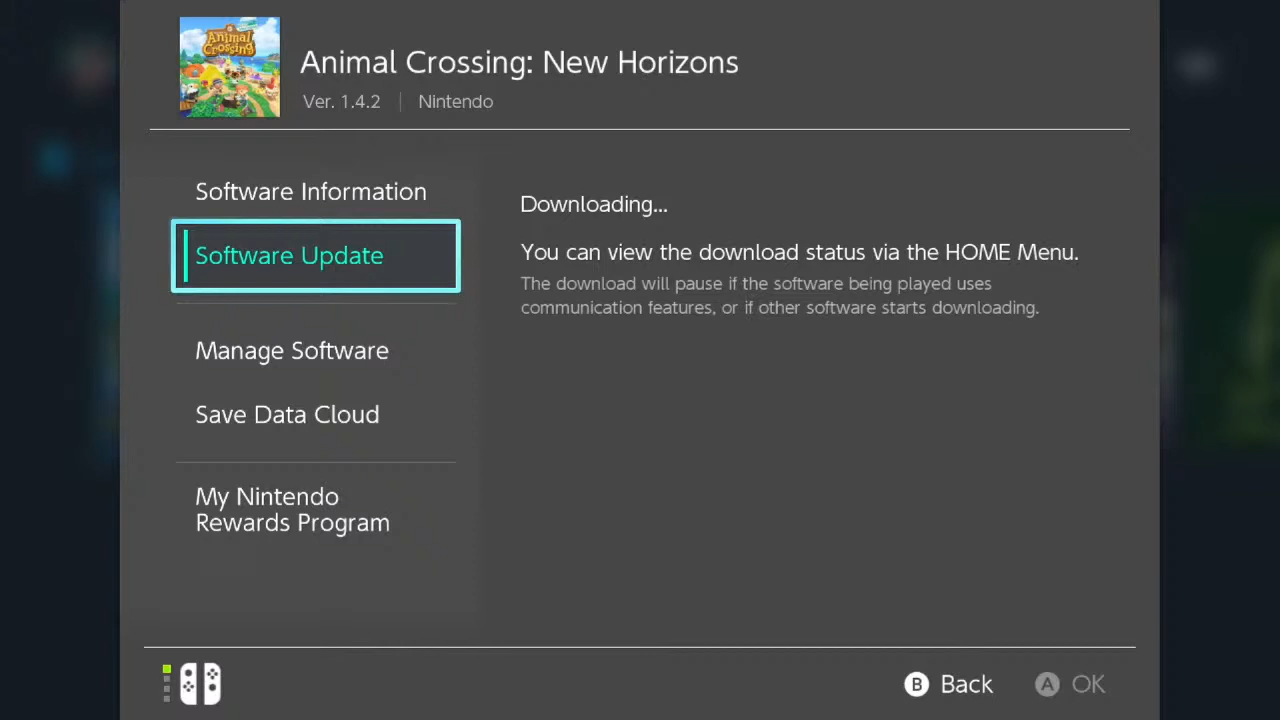 Animal Crossing
Animal Crossing: New Horizons
Ver. 1.4.2 | Nintendo
Software Information
Software Update
Manage Software
Save Data Cloud
My Nintendo
Rewards Program
Downloading...
You can view the download status via the HOME Menu.
The download will pause if the software being played uses
communication features, or if other software starts downloading.
B Back
A OK